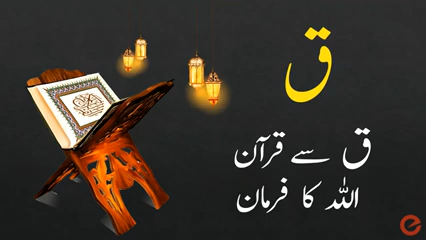 ق
ق سے قرآن
اللہ کا فرمان